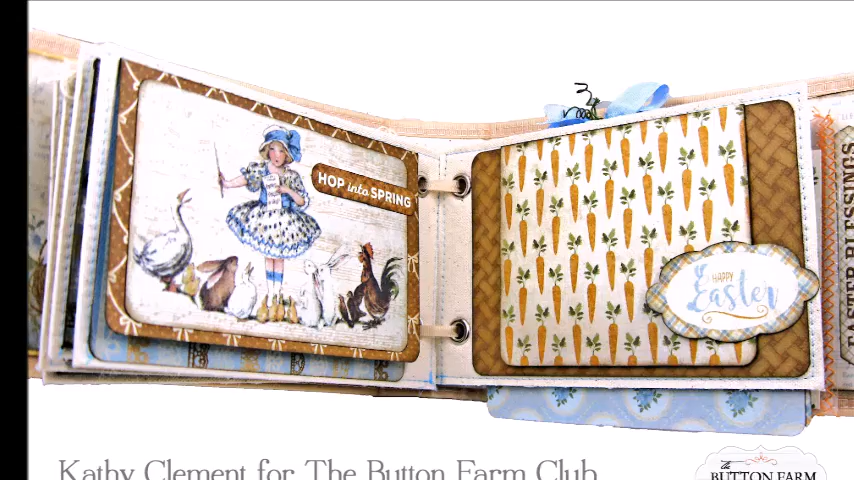 HOP into SPRING
HAPPY
Easter
EASTER BLESSINGS
Kathy Clement for The Button Farm Club
the
BUTTON FARM